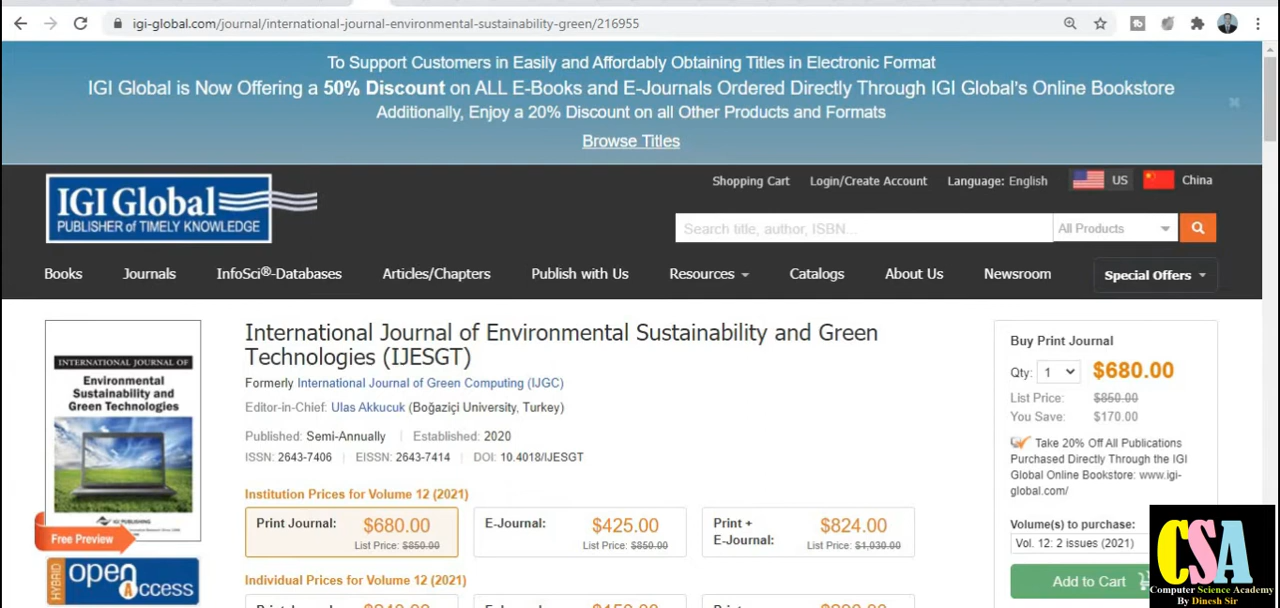 igi-global.com/journal/international-journal-environmental-sustainability-green/216955
To Support Customers in Easily and Affordably Obtaining Titles in Electronic Format
IGI Global is Now Offering a 50% Discount on ALL E-Books and E-Journals Ordered Directly Through IGI Global's Online Bookstore
Additionally, Enjoy a 20% Discount on all Other Products and Formats
Browse Titles
IGI Global
PUBLISHER of TIMELY KNOWLEDGE
Shopping Cart Login/Create Account Language: English US China
Search title, author, ISBN... All Products
Books Journals InfoSci®-Databases Articles/Chapters Publish with Us Resources Catalogs About Us Newsroom Special Offers
INTERNATIONAL JOURNAL OF
Environmental
Sustainability and
Green Technologies
IGI PUBLISHING
Free Preview
HYBRID
open Access
International Journal of Environmental Sustainability and Green
Technologies (IJESGT)
Formerly International Journal of Green Computing (IJGC)
Editor-in-Chief: Ulas Akkucuk (Boğaziçi University, Turkey)
Published: Semi-Annually | Established: 2020
ISSN: 2643-7406 | EISSN: 2643-7414 | DOI: 10.4018/IJESGT
Institution Prices for Volume 12 (2021)
Print Journal: $680.00
List Price: $850.00
E-Journal: $425.00
List Price: $850.00
Print +
E-Journal: $824.00
List Price: $1,030.00
Individual Prices for Volume 12 (2021)
Buy Print Journal
Qty: 1 $680.00
List Price: $850.00
You Save: $170.00
Take 20% Off All Publications
Purchased Directly Through the IGI
Global Online Bookstore: www.igi-
global.com/
Volume(s) to purchase:
Vol. 12: 2 issues (2021)
Add to Cart
CSA
Computer Science Academy
By Dinesh Sir